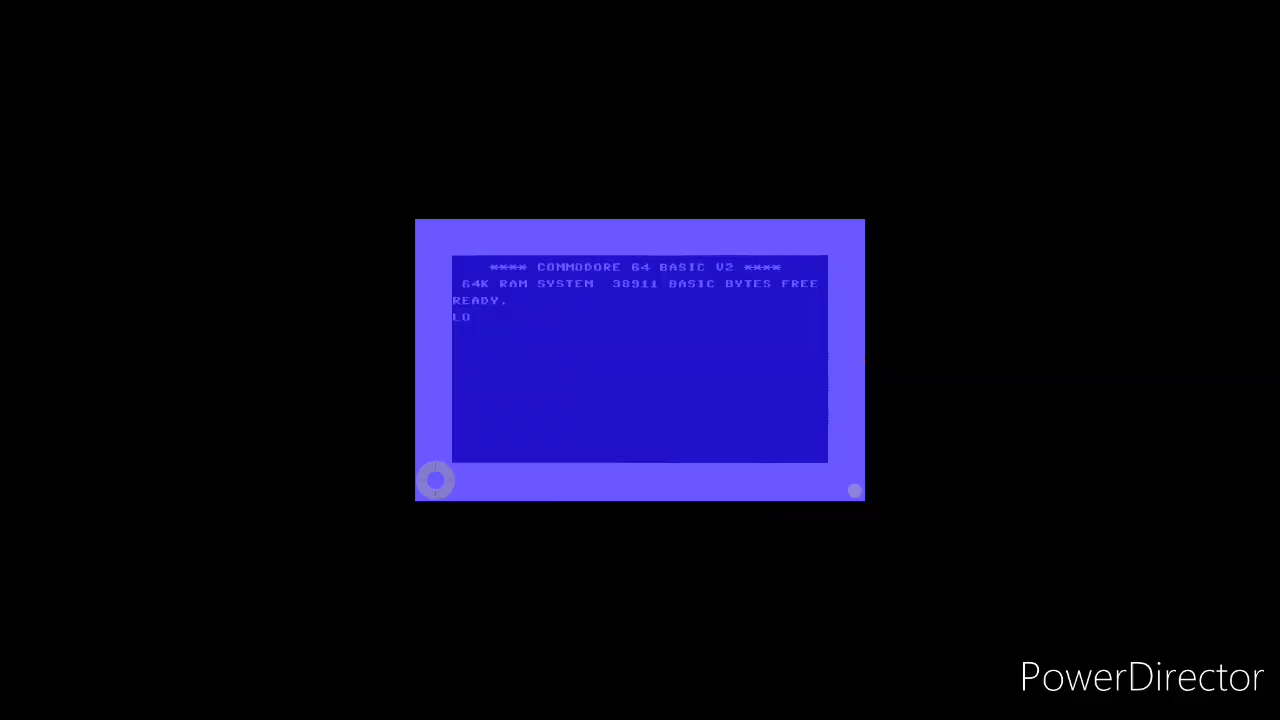 **** COMMODORE 64 BASIC V2 ****
64K RAM SYSTEM  38911 BASIC BYTES FREE
READY.
LO
PowerDirector